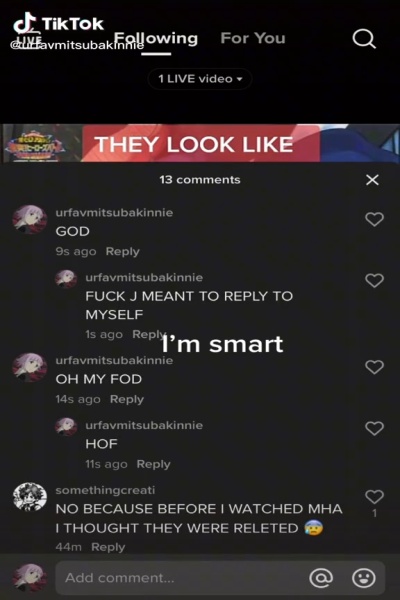 TikTok
LIVE
@urfavmitsubakinnie
Following
For You
1 LIVE video
THEY LOOK LIKE
13 comments
urfavmitsubakinnie
GOD
9s ago Reply
urfavmitsubakinnie
FUCK J MEANT TO REPLY TO
MYSELF
1s ago Reply
I'm smart
urfavmitsubakinnie
OH MY FOD
14s ago Reply
urfavmitsubakinnie
HOF
11s ago Reply
somethingcreati
NO BECAUSE BEFORE I WATCHED MHA
I THOUGHT THEY WERE RELETED 😰
1
44m Reply
Add comment...